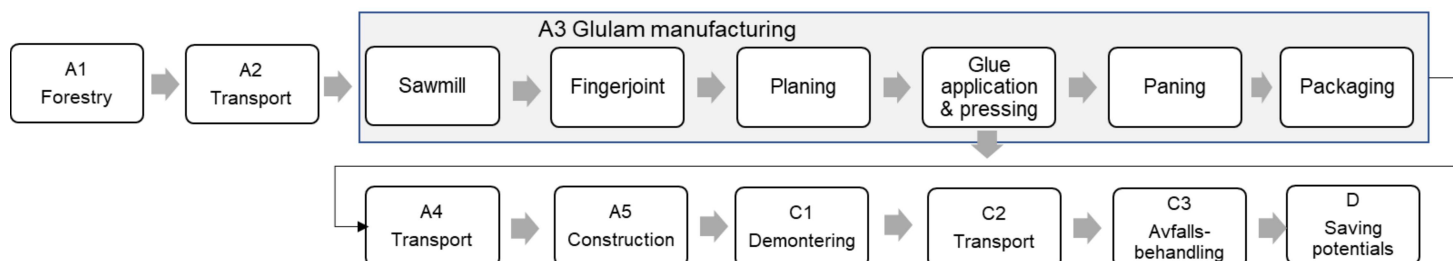 A3 Glulam manufacturing
A1
Forestry
A2
Transport
Sawmill
Fingerjoint
Planing
Glue
application
& pressing
Paning
Packaging
A4
Transport
A5
Construction
C1
Demontering
C2
Transport
C3
Avfalls-
behandling
D
Saving
potentials